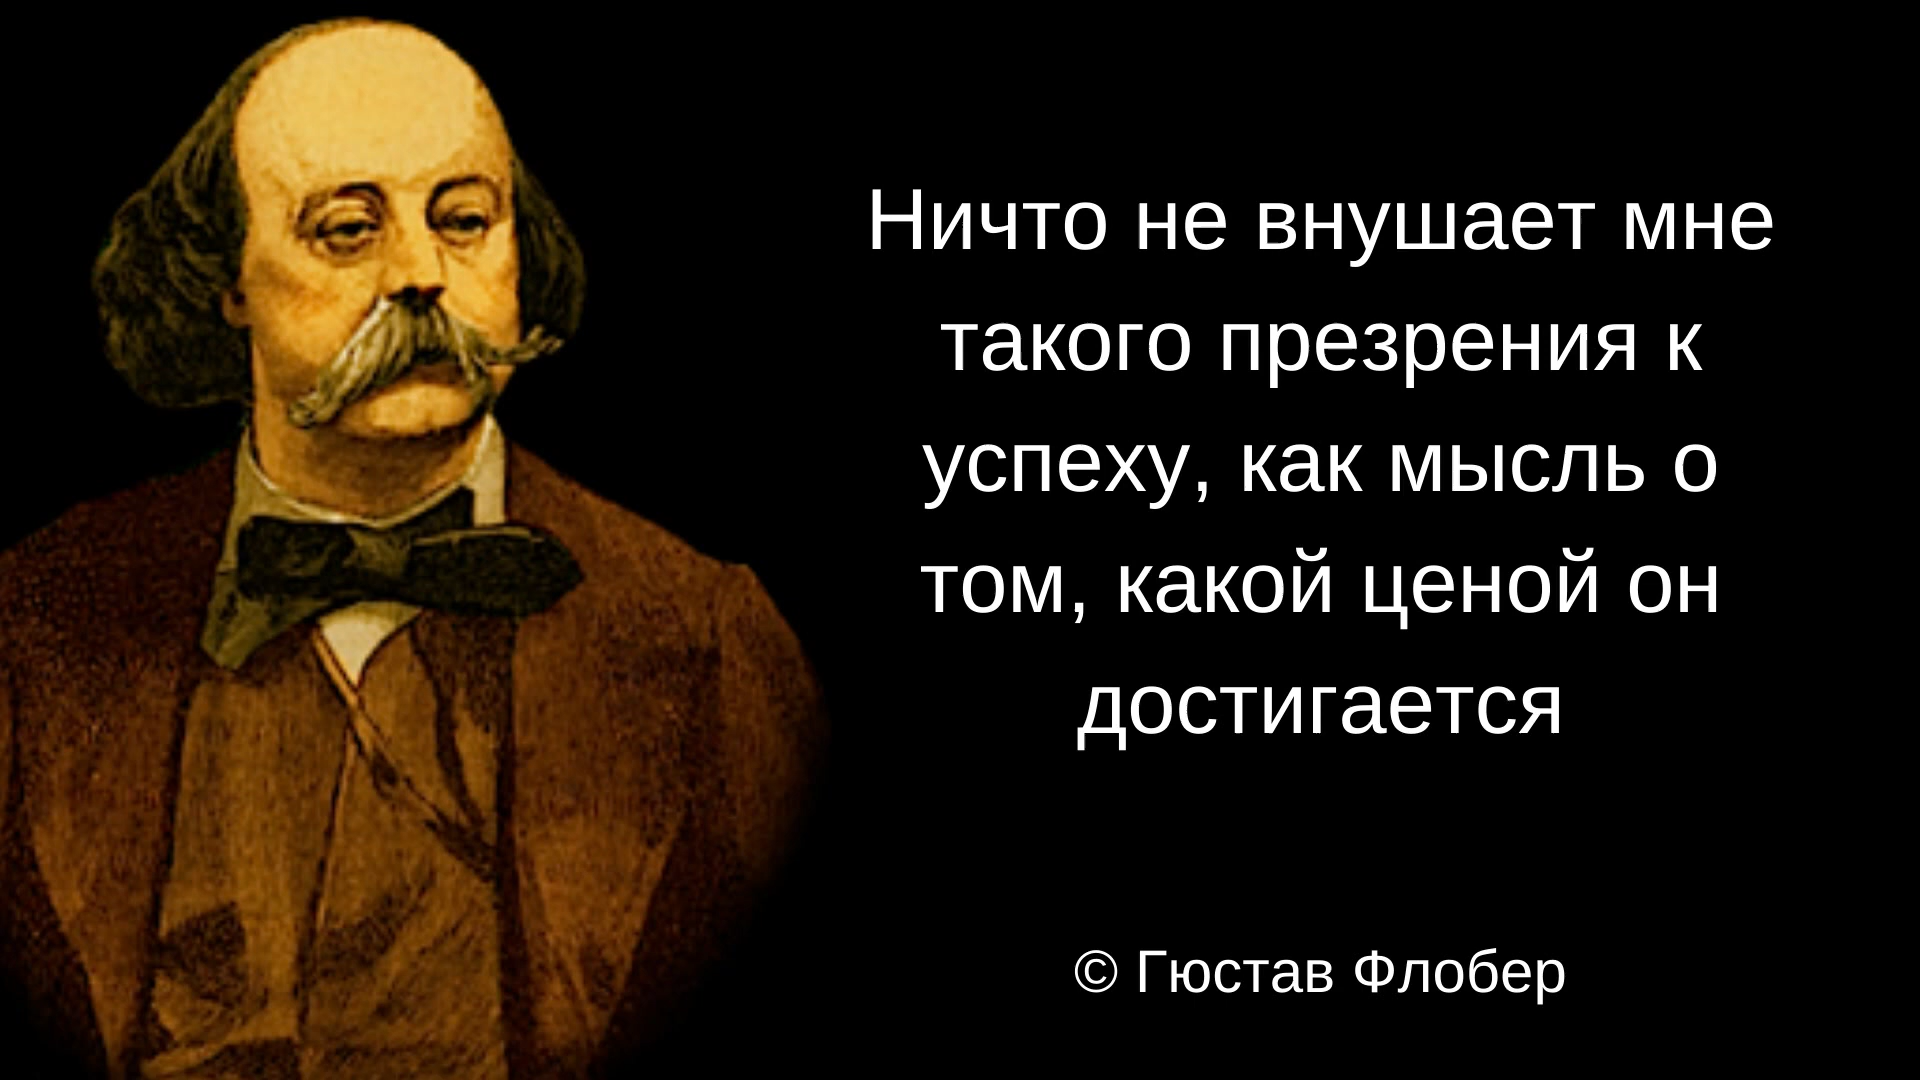 Ничто не внушает мне
такого презрения к
успеху, как мысль о
том, какой ценой он
достигается
© Гюстав Флобер